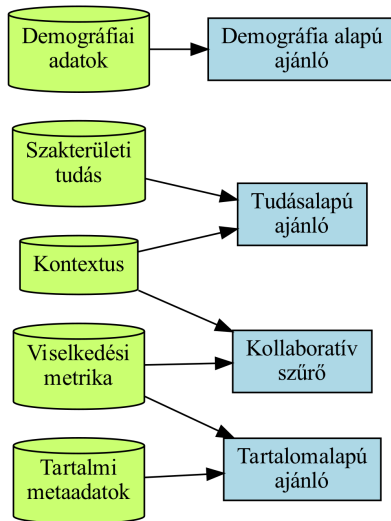 Demográfiai
adatok
Demográfia alapú
ajánló
Szakterületi
tudás
Tudásalapú
ajánló
Kontextus
Viselkedési
metrika
Kollaboratív
szűrő
Tartalmi
metaadatok
Tartalomalapú
ajánló